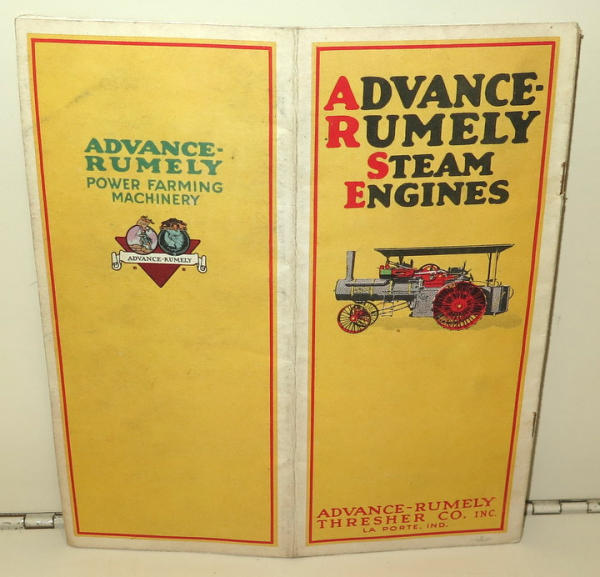 ADVANCE-
RUMELY
POWER FARMING
MACHINERY
ADVANCE-RUMELY
ADVANCE-
RUMELY
STEAM
ENGINES
ADVANCE-RUMELY
THRESHER CO. INC.
LA PORTE, IND.